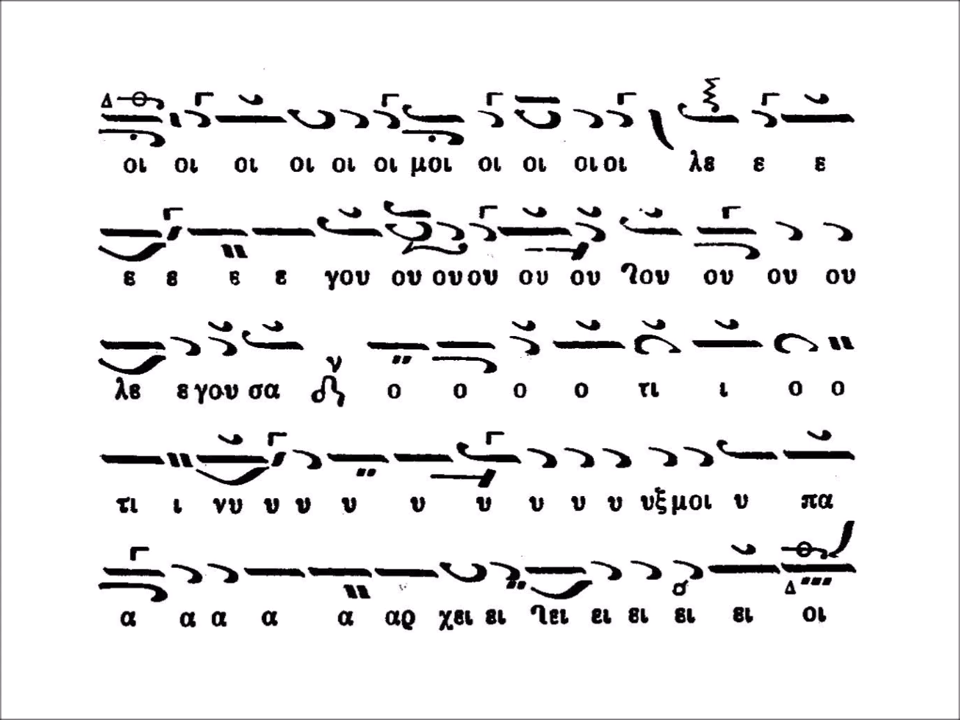 οι οι οι οι οι οι μοι οι οι οι οι λε ε ε
ε ε ε ε γου ου ου ου ου ου ϡου ου ου ου
λε ε γου σα ο ο ο ο τι ι ο ο
τι ι νυ υ υ υ υ υ υ υ υ υξ μοι υ πα
α α α α α αρ χει ει ϡει ει ει ει ει οι